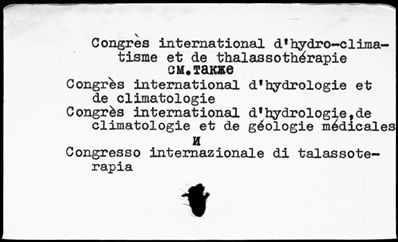 Congrès international d'hydro-clima-
tisme et de thalassothérapie
см.также
Congrès international d'hydrologie et
de climatologie
Congrès international d'hydrologie,de
climatologie et de géologie médicales
и
Congresso internazionale di talassote-
rapia